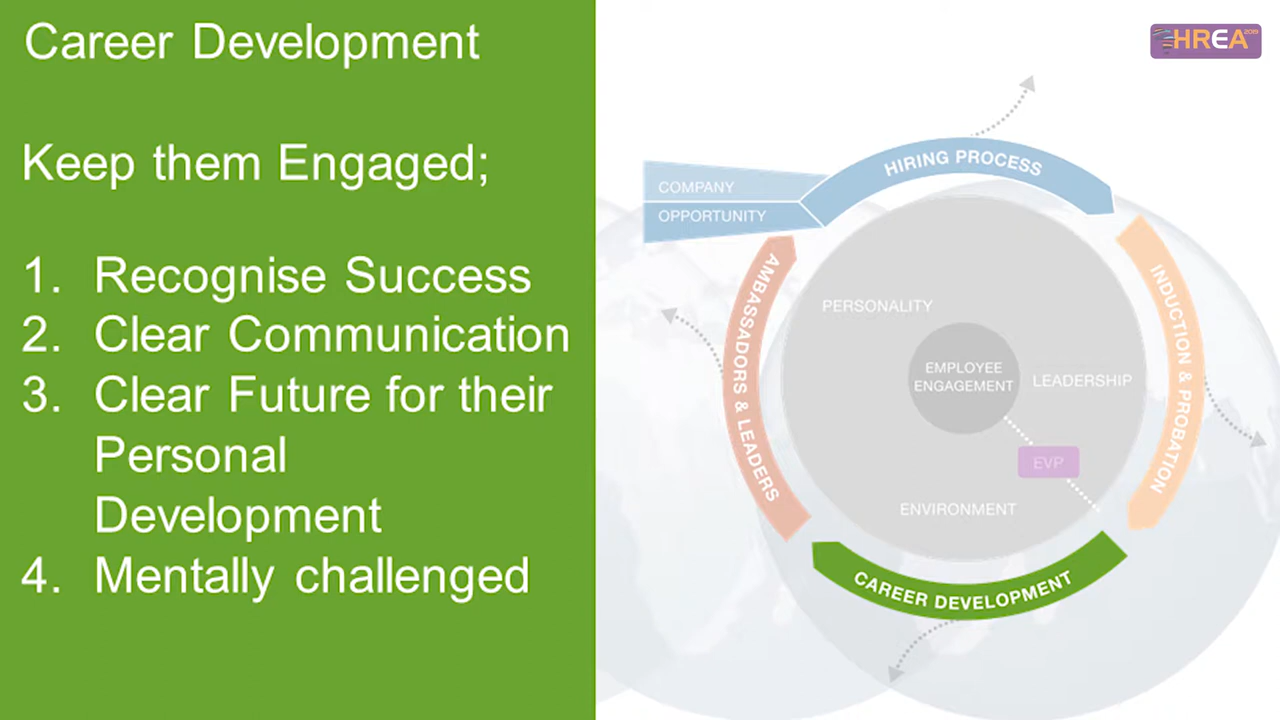 Career Development
Keep them Engaged;
1. Recognise Success
2. Clear Communication
3. Clear Future for their
Personal
Development
4. Mentally challenged
HREA 2019
COMPANY
OPPORTUNITY
HIRING PROCESS
INDUCTION & PROBATION
CAREER DEVELOPMENT
AMBASSADORS & LEADERS
PERSONALITY
EMPLOYEE
ENGAGEMENT
LEADERSHIP
EVP
ENVIRONMENT